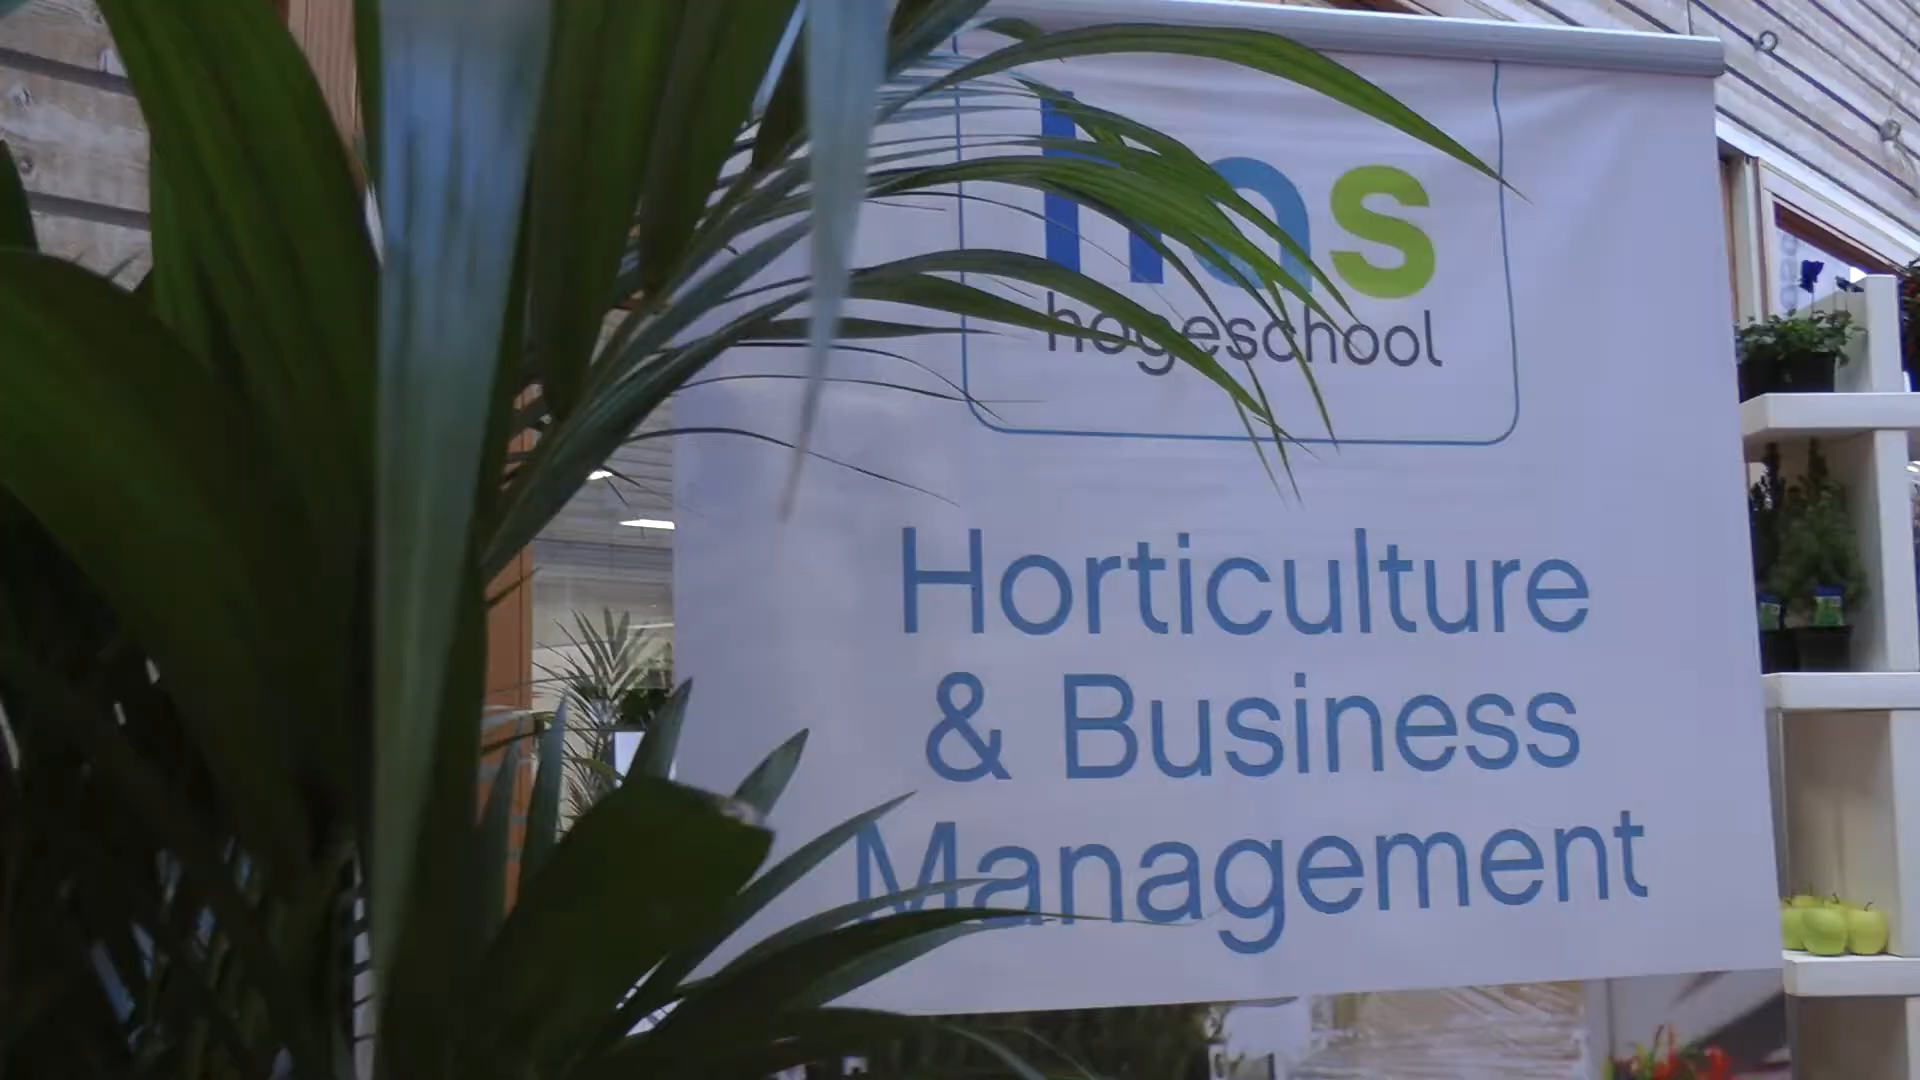 has
hogeschool
Horticulture
& Business
Management